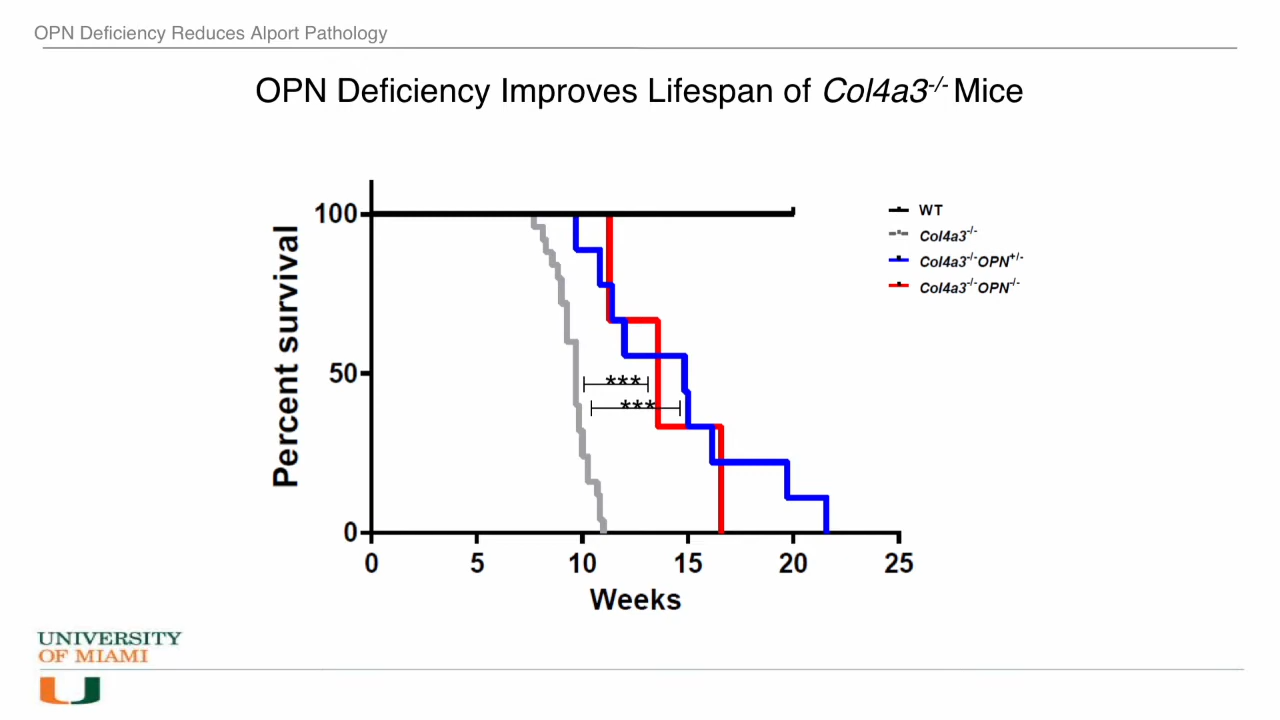 OPN Deficiency Reduces Alport Pathology
OPN Deficiency Improves Lifespan of Col4a3-/- Mice
Percent survival
100
50
0
***
***
0 5 10 15 20 25
Weeks
WT
Col4a3-/-
Col4a3-/-OPN+/-
Col4a3-/-OPN-/-
UNIVERSITY
OF MIAMI
U